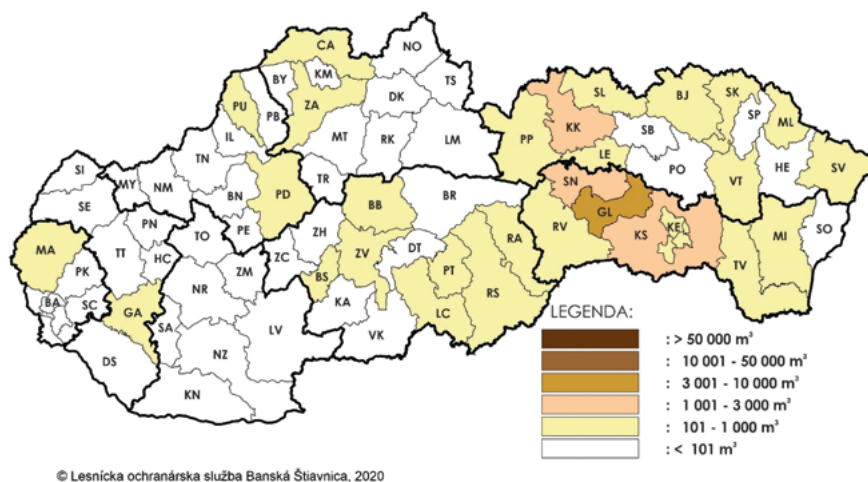 CA
NO
BY
KM
TS
PU
PB
ZA
DK
SL
BJ
SK
SP
ML
IL
MT
RK
LM
PP
KK
SB
SI
TN
LE
PO
HE
SV
MY
NM
BN
PD
TR
SN
VT
SE
BB
BR
GL
PN
PE
ZH
RV
KS
KE
SO
MA
TT
TO
ZC
ZV
DT
RA
MI
TV
PK
HC
ZM
BS
PT
BA
SC
NR
KA
RS
GA
SA
LV
LC
VK
DS
NZ
KN
LEGENDA:
: > 50 000 m³
: 10 001 - 50 000 m³
: 3 001 - 10 000 m³
: 1 001 - 3 000 m³
: 101 - 1 000 m³
: < 101 m³
© Lesnícka ochranárska služba Banská Štiavnica, 2020